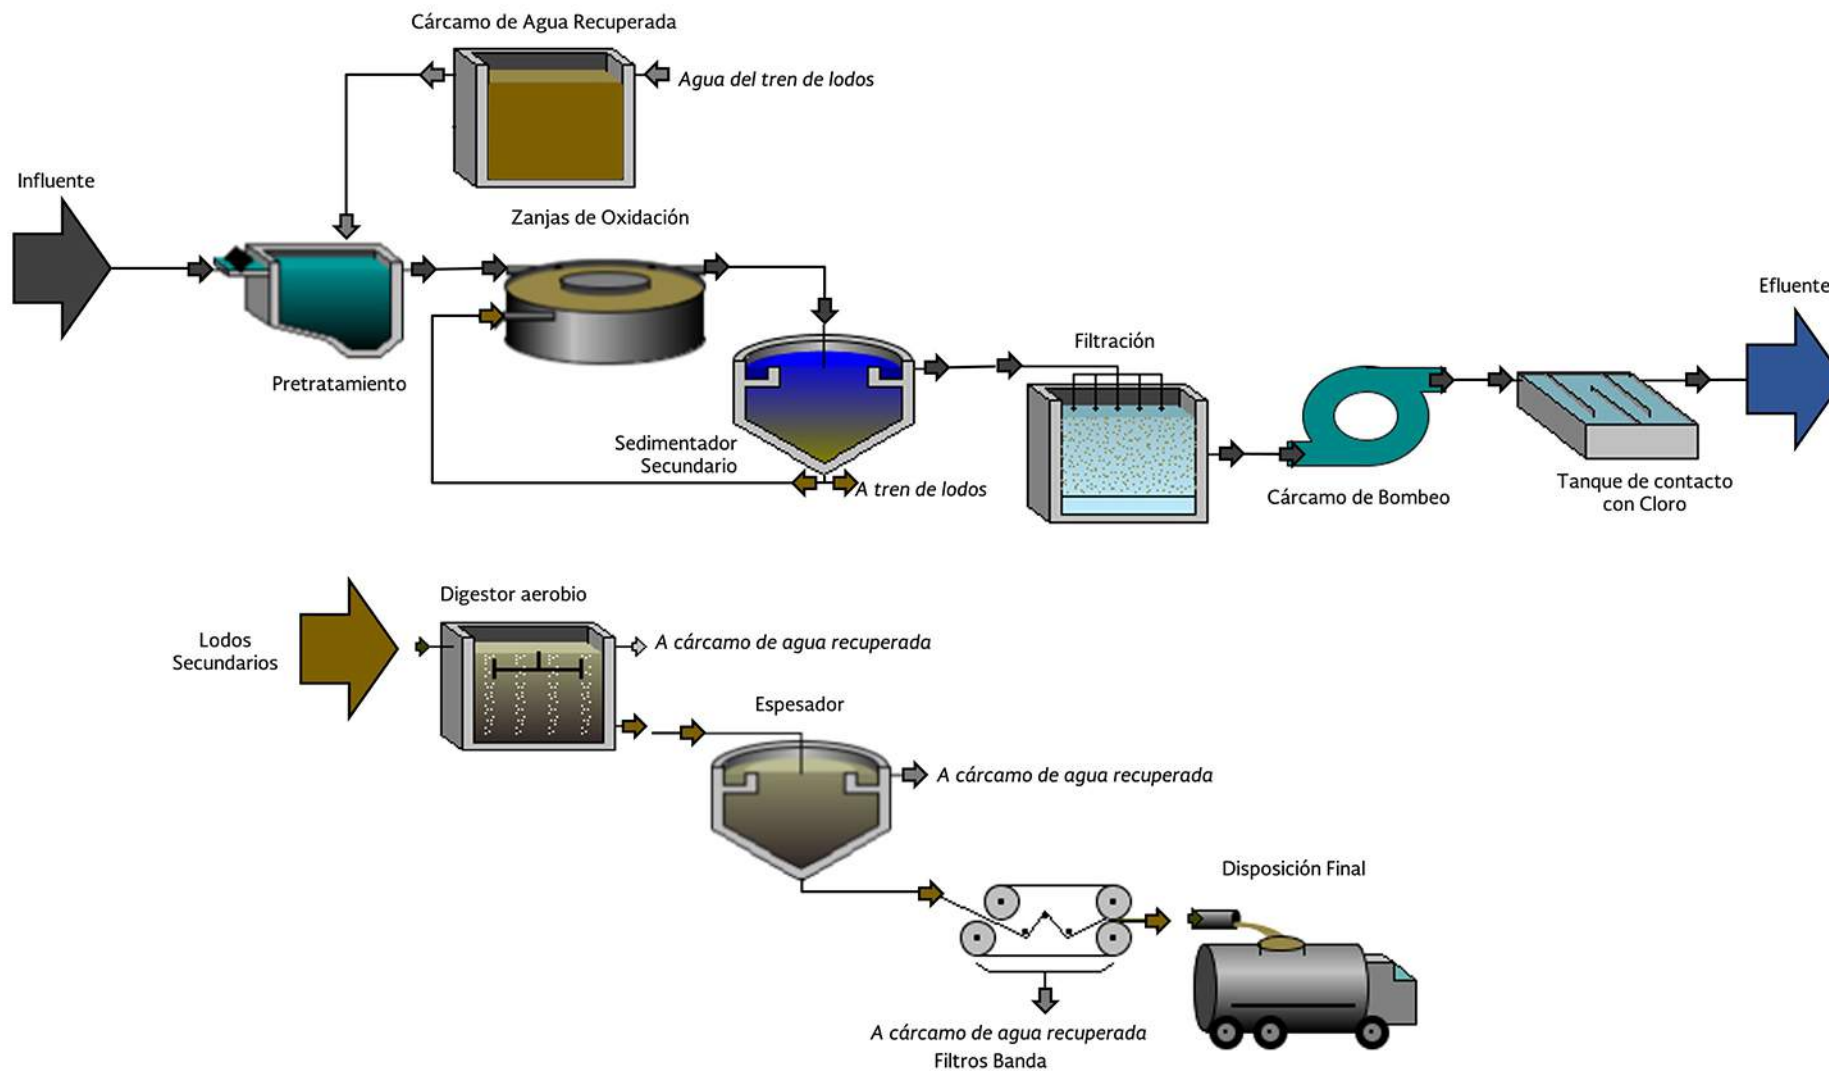 Cárcamo de Agua Recuperada
Agua del tren de lodos
Influente
Zanjas de Oxidación
Pretratamiento
Sedimentador
Secundario
A tren de lodos
Filtración
Cárcamo de Bombeo
Efluente
Tanque de contacto
con Cloro
Digestor aerobio
Lodos
Secundarios
A cárcamo de agua recuperada
Espesador
A cárcamo de agua recuperada
Disposición Final
A cárcamo de agua recuperada
Filtros Banda